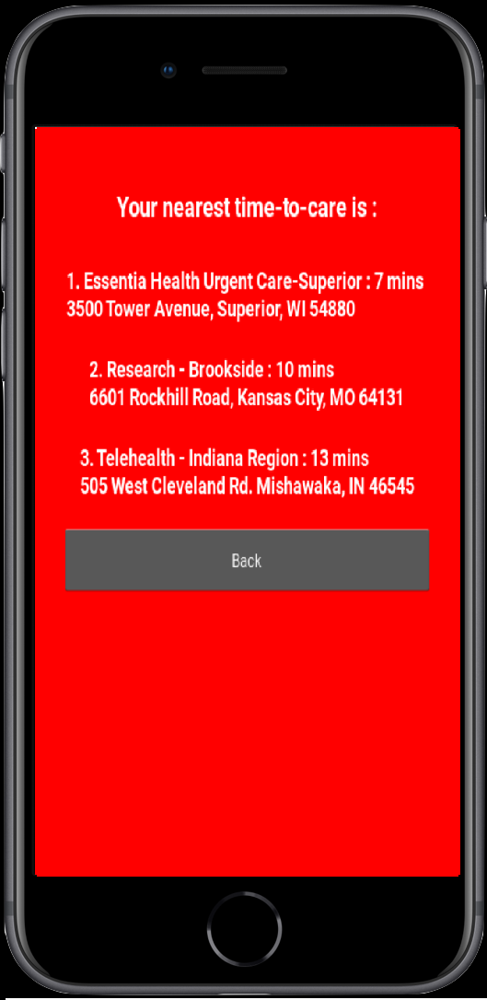 Your nearest time-to-care is :
1. Essentia Health Urgent Care-Superior : 7 mins
3500 Tower Avenue, Superior, WI 54880
2. Research - Brookside : 10 mins
6601 Rockhill Road, Kansas City, MO 64131
3. Telehealth - Indiana Region : 13 mins
505 West Cleveland Rd. Mishawaka, IN 46545
Back